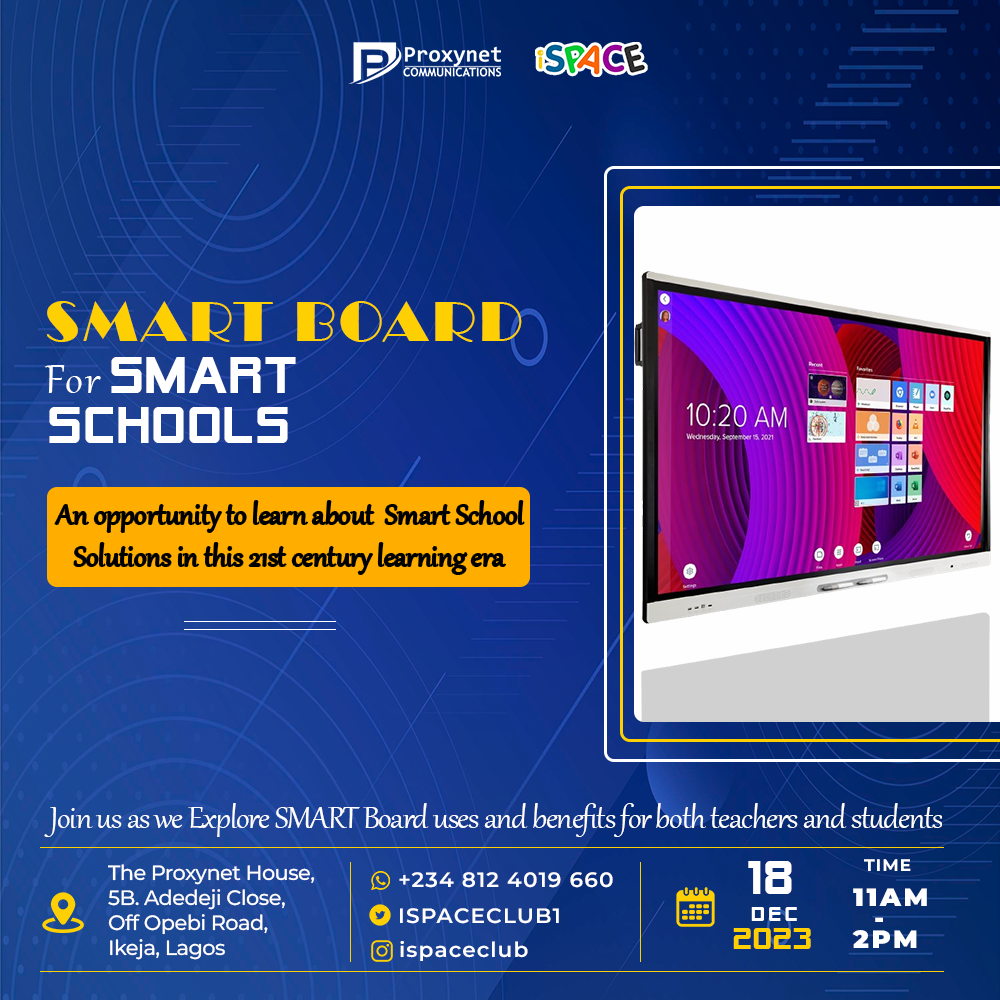 Proxynet
COMMUNICATIONS
iSPACE
SMART BOARD
For SMART
SCHOOLS
An opportunity to learn about Smart School
Solutions in this 21st century learning era
Recent
Favorites
10:20 AM
Wednesday, September 15, 2021
Settings
Join us as we Explore SMART Board uses and benefits for both teachers and students
The Proxynet House,
5B. Adedeji Close,
Off Opebi Road,
Ikeja, Lagos
+234 812 4019 660
ISPACECLUB1
ispaceclub
18
DEC
2023
TIME
11AM
-
2PM